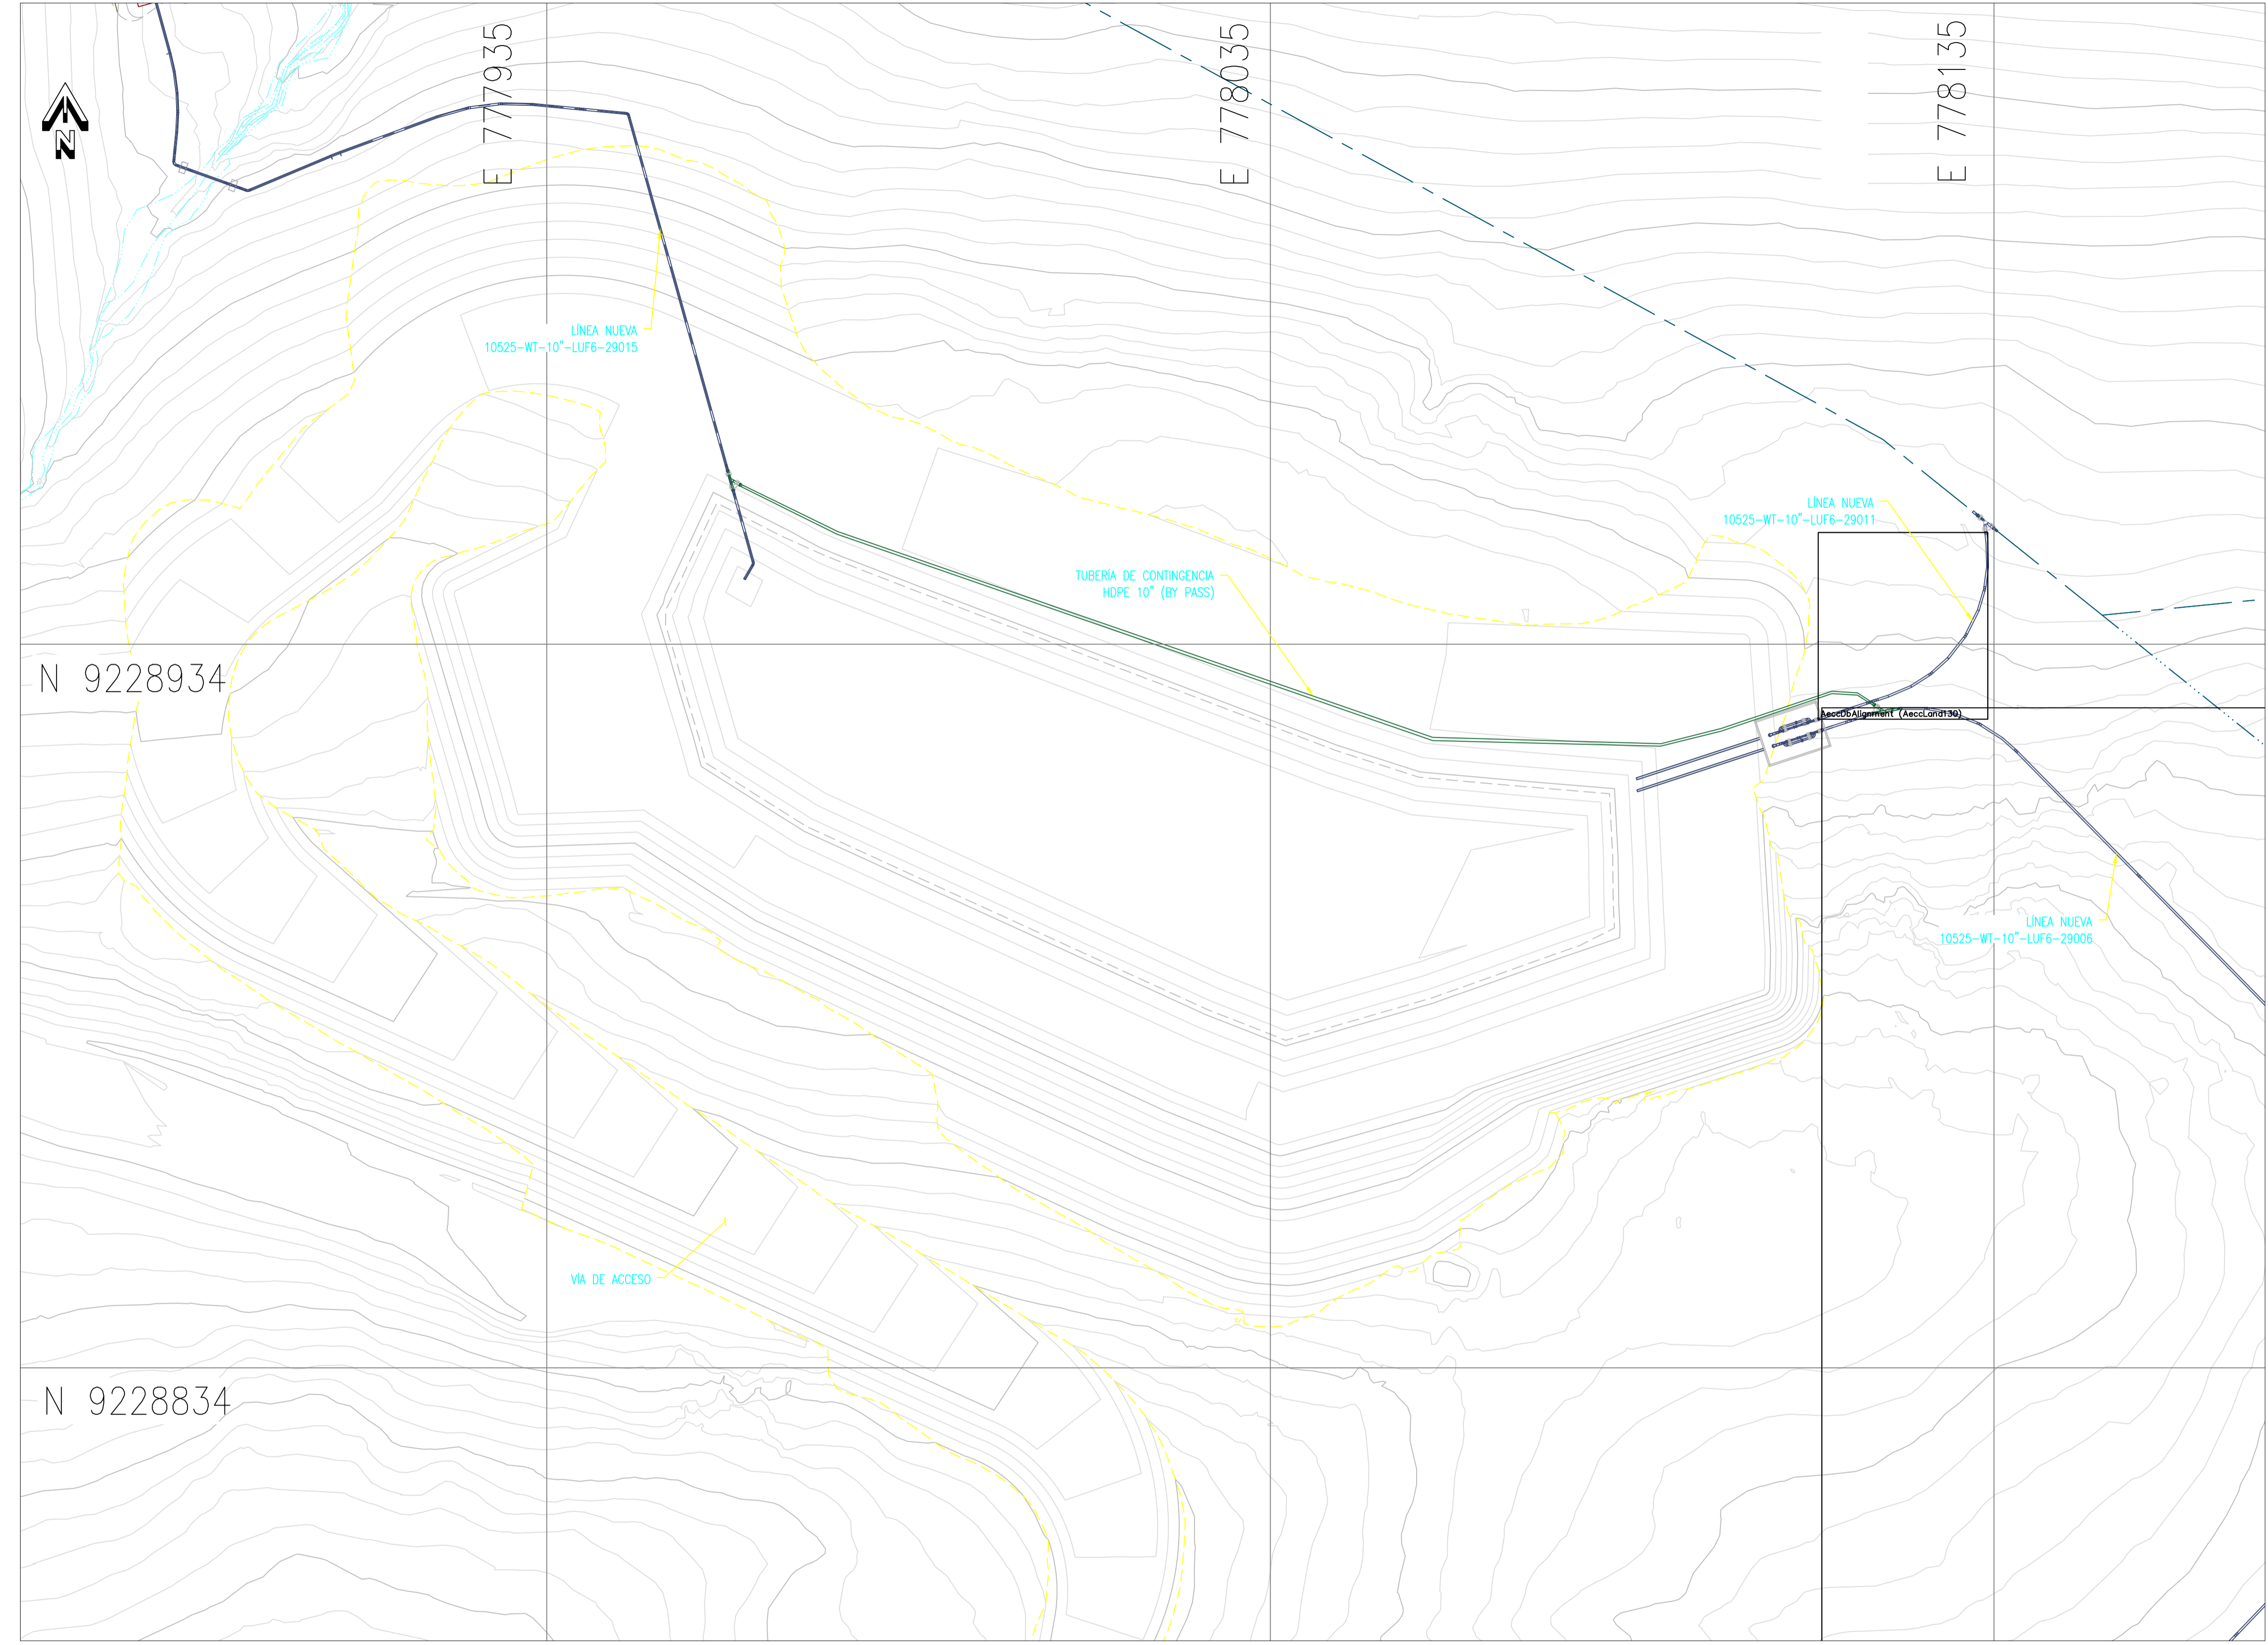 E 777935
E 778035
E 778135
N
LÍNEA NUEVA
10525-WT-10"-LUF6-29015
LÍNEA NUEVA
10525-WT-10"-LUF6-29011
TUBERÍA DE CONTINGENCIA
HDPE 10" (BY PASS)
N 9228934
AeccDbAlignment (AeccLand130)
LÍNEA NUEVA
10525-WT-10"-LUF6-29006
VÍA DE ACCESO
N 9228834